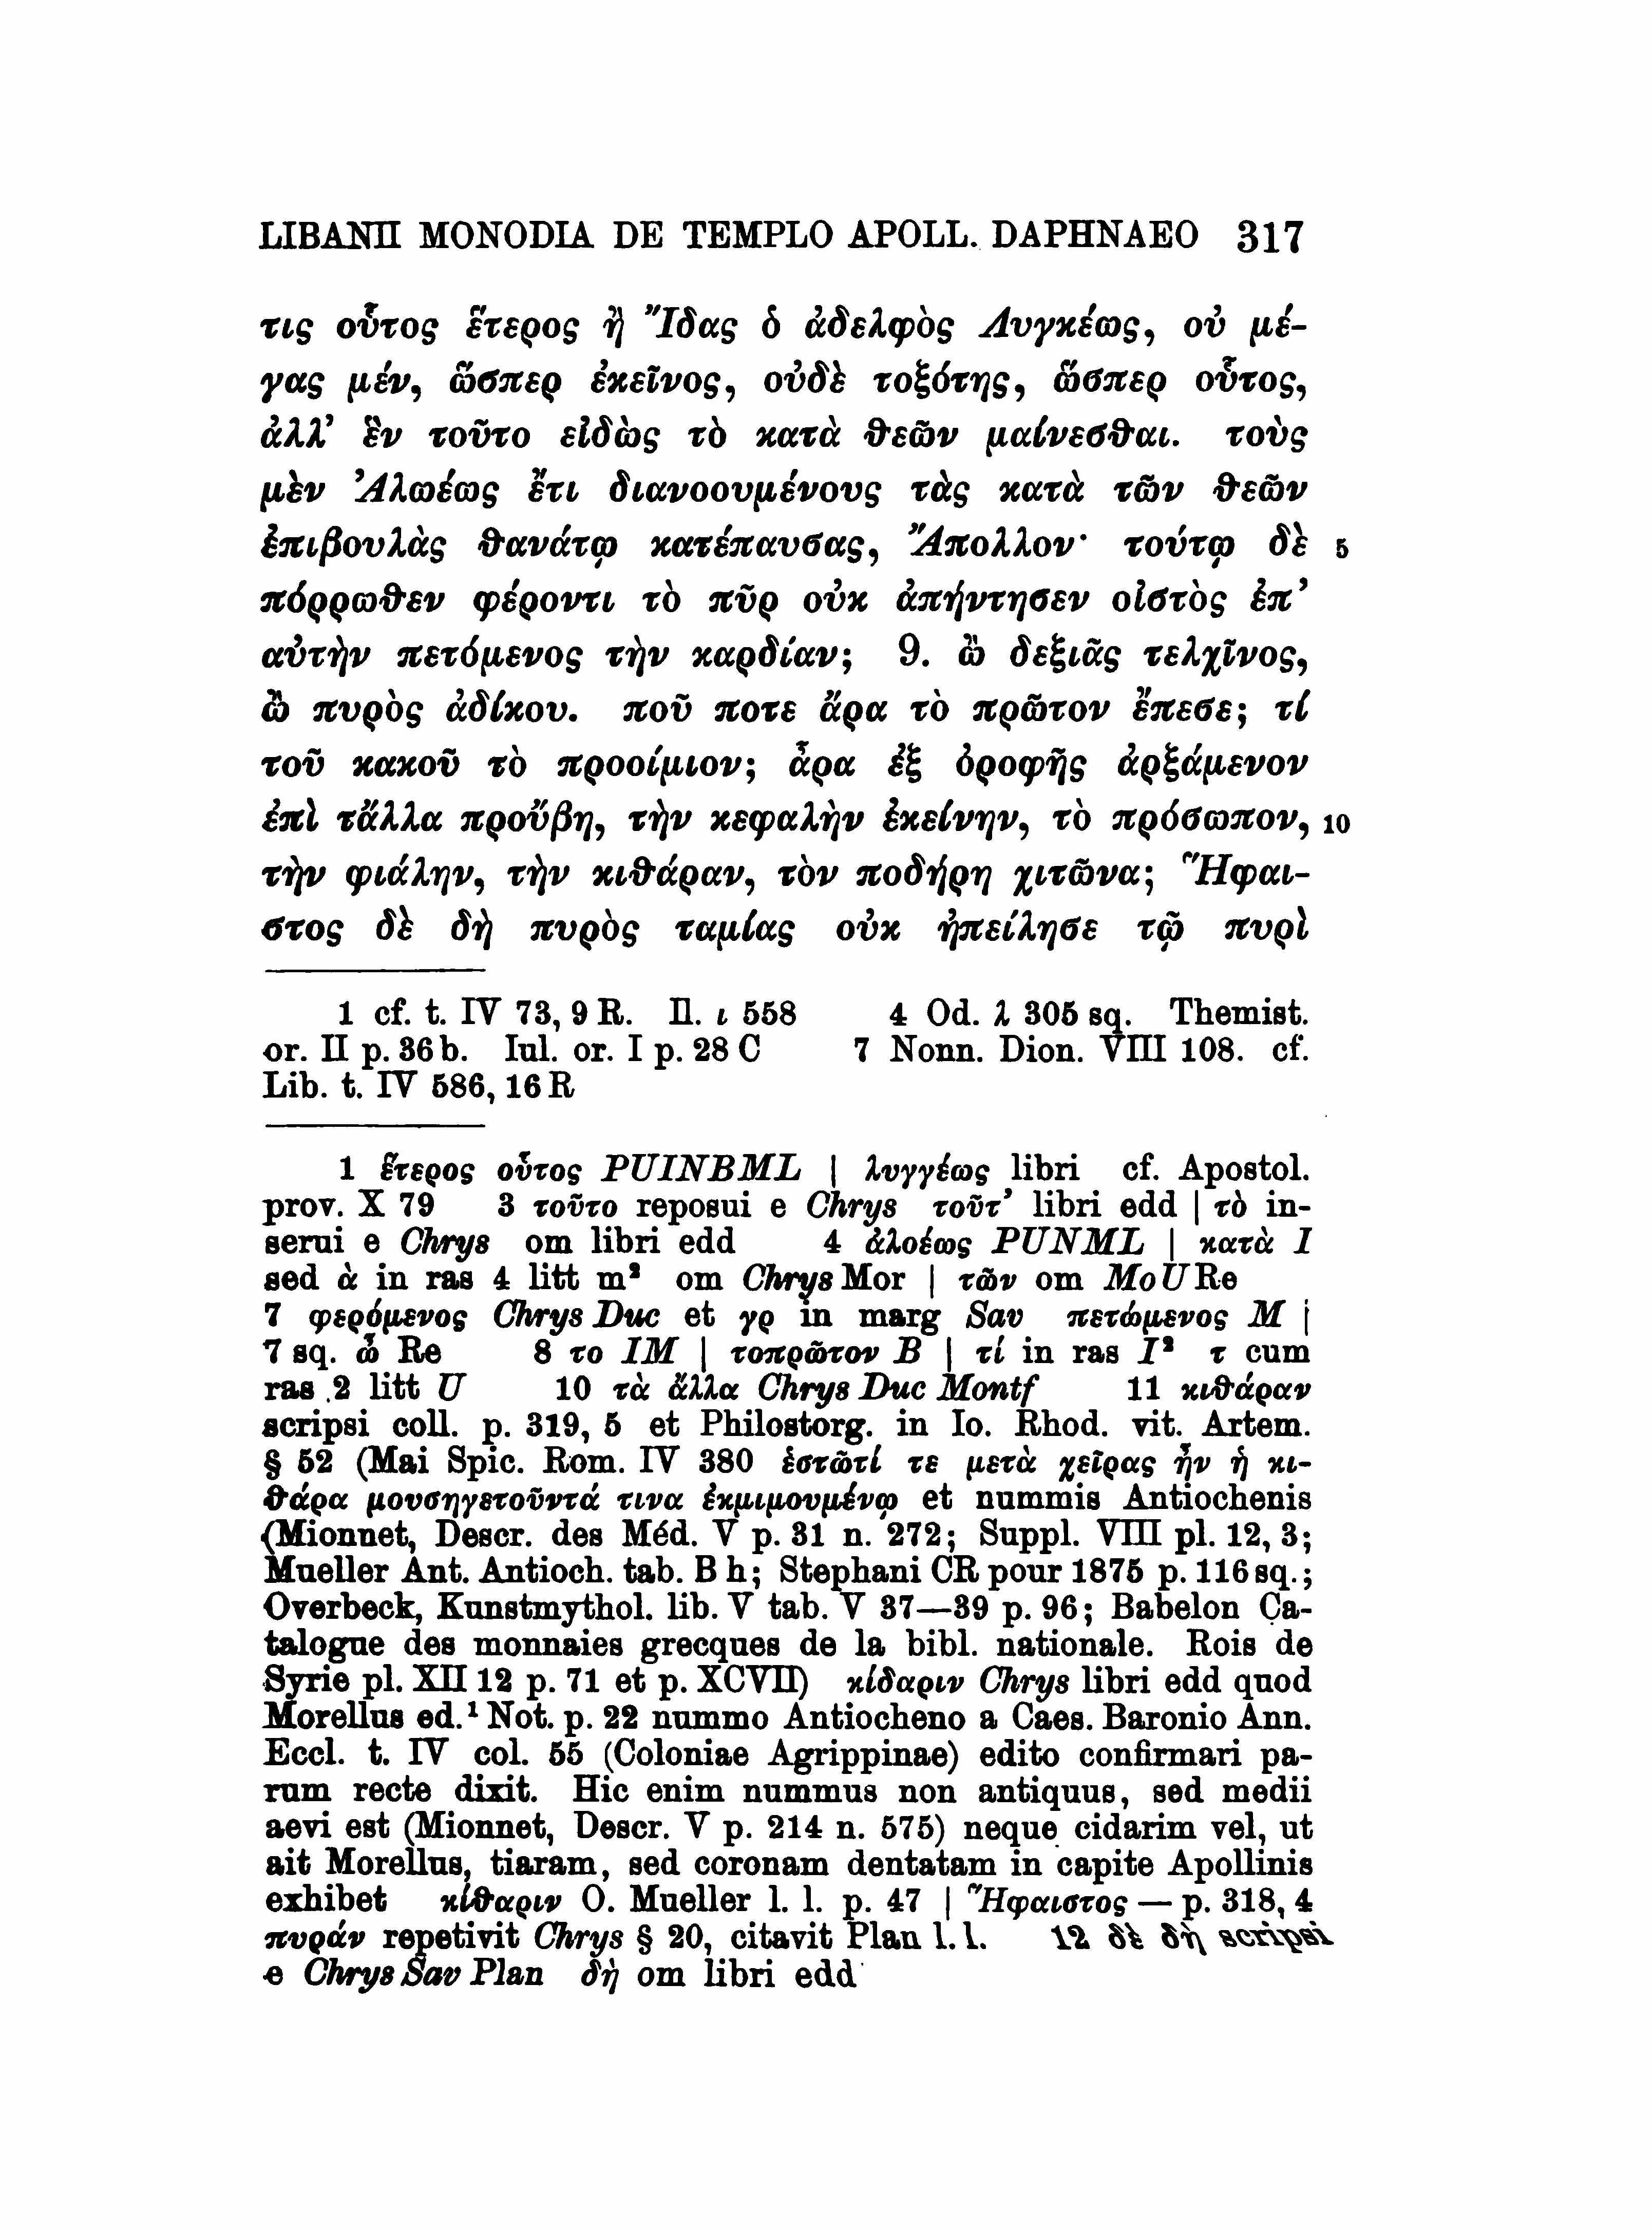 LIBANII MONODIA DE TEMPLO APOLL. DAPHNAEO 317
τις οὗτος ἕτερος ἢ Ἴδας ὁ ἀδελφὸς Λυγκέως, οὐ μέ-
γας μέν, ὥσπερ ἐκεῖνος, οὐδὲ τοξότης, ὥσπερ οὗτος,
ἀλλ’ ἓν τοῦτο εἰδὼς τὸ κατὰ θεῶν μαίνεσθαι. τοὺς
μὲν Ἀλωέως ἔτι διανοουμένους τὰς κατὰ τῶν θεῶν
ἐπιβουλὰς θανάτῳ κατέπαυσας, Ἄπολλον· τούτῳ δὲ 5
πόρρωθεν φέροντι τὸ πῦρ οὐκ ἀπήντησεν οἰστὸς ἐπ’
αὐτὴν πετόμενος τὴν καρδίαν; 9. ὢ δεξιᾶς τελχῖνος,
ὢ πυρὸς ἀδίκου. ποῦ ποτε ἄρα τὸ πρῶτον ἔπεσε; τί
τοῦ κακοῦ τὸ προοίμιον; ἆρα ἐξ ὀροφῆς ἀρξάμενον
ἐπὶ τἄλλα προὔβη, τὴν κεφαλὴν ἐκείνην, τὸ πρόσωπον, 10
τὴν φιάλην, τὴν κιθάραν, τὸν ποδήρη χιτῶνα; Ἥφαι-
στος δὲ δὴ πυρὸς ταμίας οὐκ ἠπείλησε τῷ πυρὶ
1 cf. t. IV 73, 9 R. Il. ι 558 4 Od. λ 305 sq. Themist.
or. II p. 36 b. Iul. or. I p. 28 C 7 Nonn. Dion. VIII 108. cf.
Lib. t. IV 586, 16 R
1 ἕτερος οὗτος PUINBML | λυγγέως libri cf. Apostol.
prov. X 79 3 τοῦτο reposui e Chrys τοῦτ’ libri edd | τὸ in-
serui e Chrys om libri edd 4 ἀλοέως PUNML | κατὰ I
sed ὰ in ras 4 litt m² om Chrys Mor | τῶν om MoU Re
7 φερόμενος Chrys Duc et γρ in marg Sav πετώμενος M |
7 sq. ὦ Re 8 το IM | τοπρῶτον B | τί in ras I² τ cum
ras 2 litt U 10 τὰ ἄλλα Chrys Duc Montf 11 κιθάραν
scripsi coll. p. 319, 5 et Philostorg. in Io. Rhod. vit. Artem.
§ 52 (Mai Spic. Rom. IV 380 ἑστῶτί τε μετὰ χεῖρας ἦν ἡ κι-
θάρα μουσηγετοῦντά τινα ἐκμιμουμένῳ et nummis Antiochenis
(Mionnet, Descr. des Méd. V p. 31 n. 272; Suppl. VIII pl. 12, 3;
Mueller Ant. Antioch. tab. B h; Stephani CR pour 1875 p. 116 sq.;
Overbeck, Kunstmythol. lib. V tab. V 37—39 p. 96; Babelon Ca-
talogue des monnaies grecques de la bibl. nationale. Rois de
Syrie pl. XII 12 p. 71 et p. XCVII) κίδαριν Chrys libri edd quod
Morellus ed.¹ Not. p. 22 nummo Antiocheno a Caes. Baronio Ann.
Eccl. t. IV col. 55 (Coloniae Agrippinae) edito confirmari pa-
rum recte dixit. Hic enim nummus non antiquus, sed medii
aevi est (Mionnet, Descr. V p. 214 n. 575) neque cidarim vel, ut
ait Morellus, tiaram, sed coronam dentatam in capite Apollinis
exhibet κίθαριν O. Mueller l. l. p. 47 | Ἥφαιστος — p. 318, 4
πυράν repetivit Chrys § 20, citavit Plan l. l. 12 δὲ δὴ scripsi
e Chrys Sav Plan δὴ om libri edd